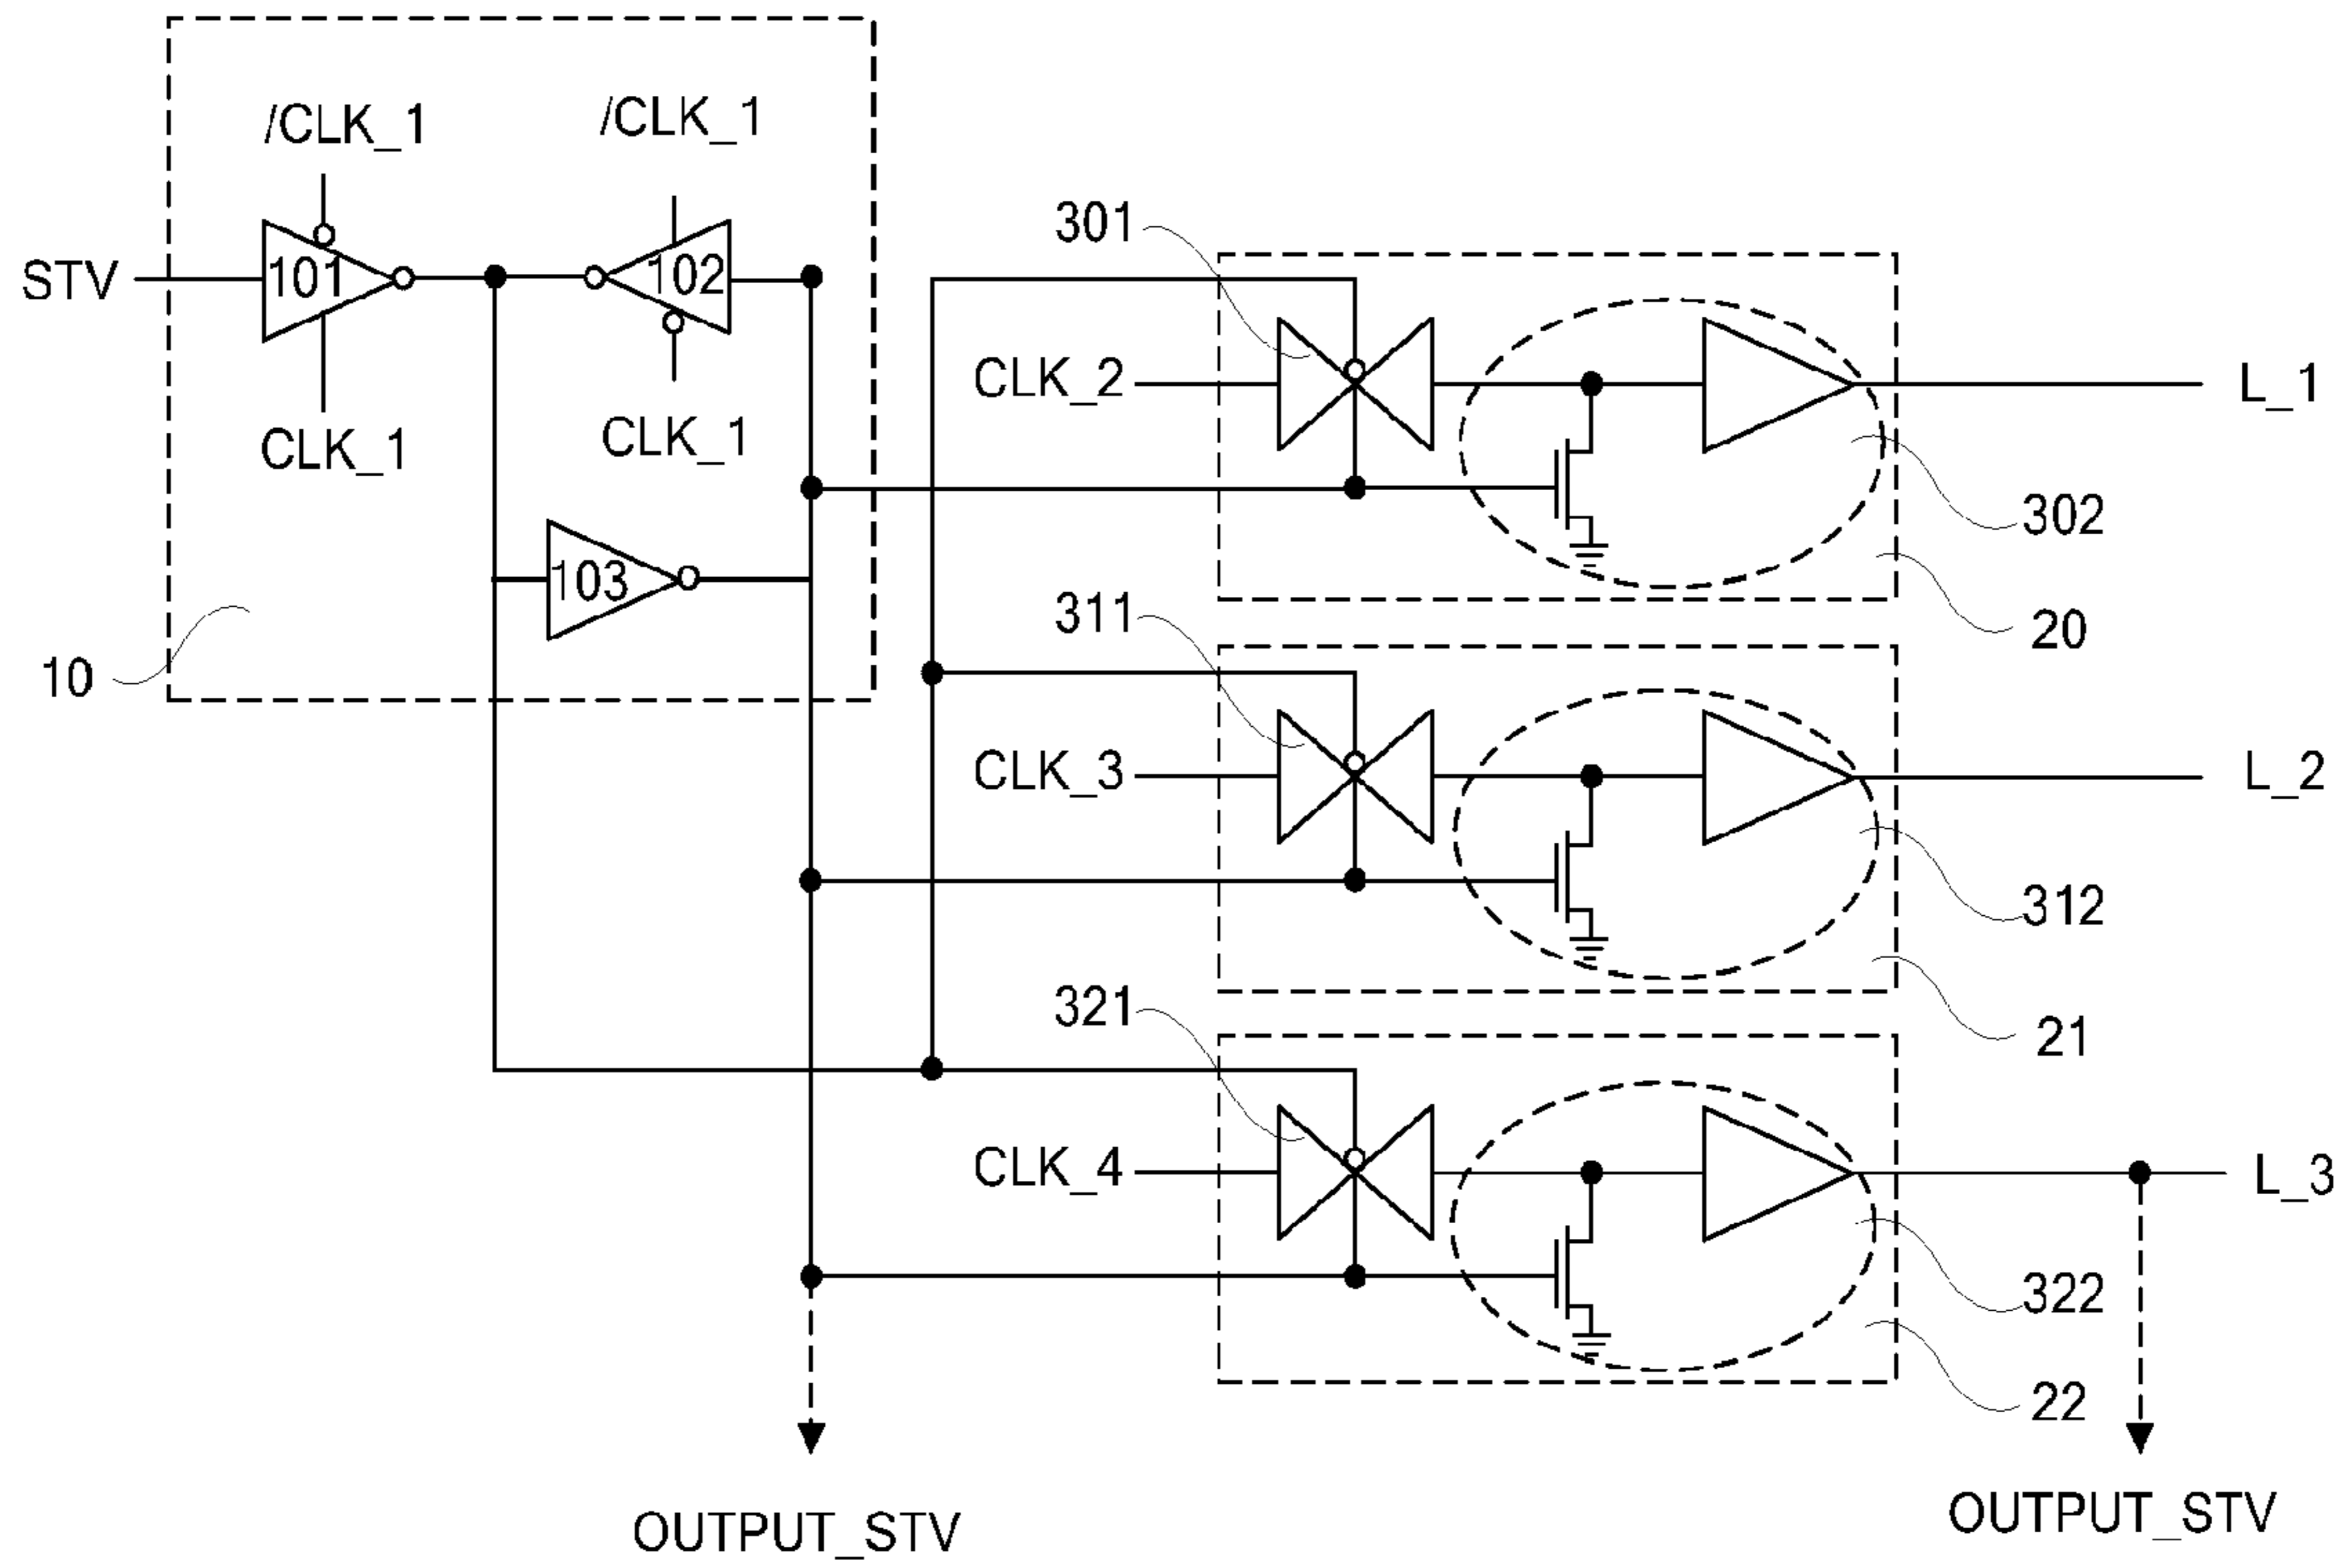 /CLK_1
/CLK_1
STV
101
102
CLK_1
CLK_1
103
10
301
CLK_2
L_1
302
20
311
CLK_3
L_2
312
21
321
CLK_4
L_3
322
22
OUTPUT_STV
OUTPUT_STV